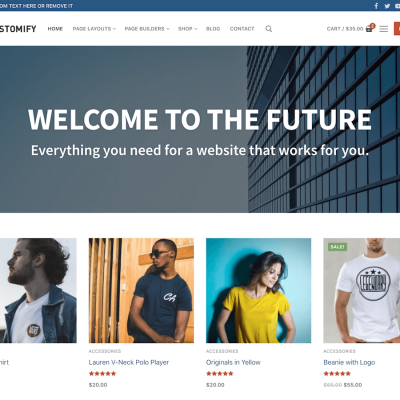 OM TEXT HERE OR REMOVE IT
STOMIFY
HOME PAGE LAYOUTS PAGE BUILDERS SHOP BLOG CONTACT CART / $35.00
WELCOME TO THE FUTURE
Everything you need for a website that works for you.
SALE!
CA
ACCESSORIES ACCESSORIES ACCESSORIES
irt Lauren V-Neck Polo Player Originals in Yellow Beanie with Logo
$20.00 $20.00 $65.00 $55.00